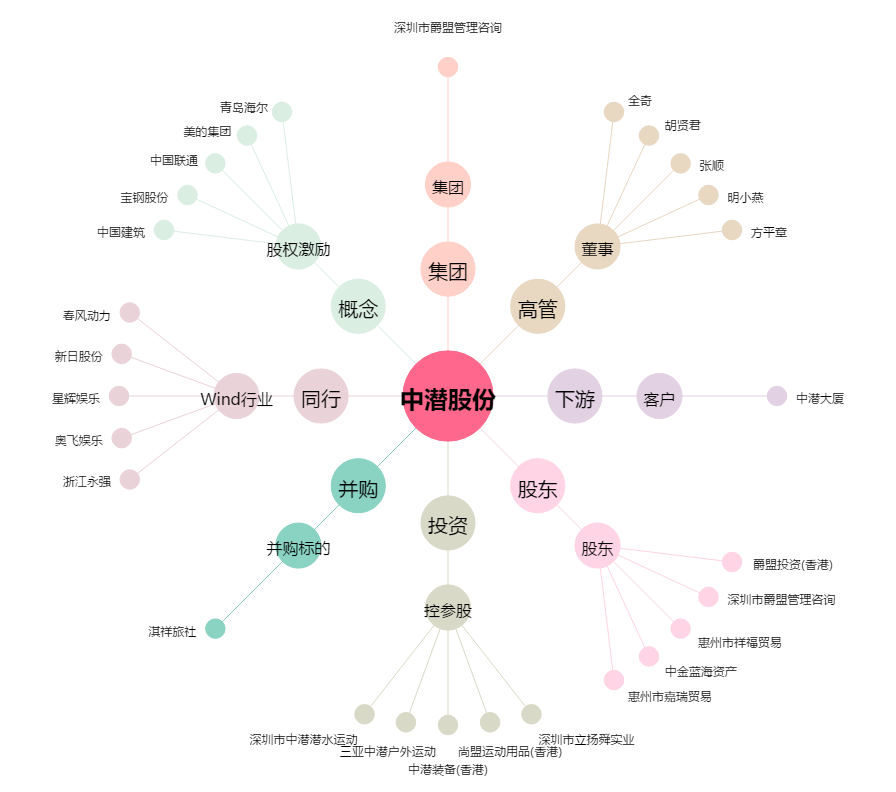 深圳市爵盟管理咨询
集团
集团
青岛海尔
美的集团
中国联通
宝钢股份
中国建筑
股权激励
概念
全奇
胡贤君
张顺
明小燕
方平章
董事
高管
春风动力
新日股份
星辉娱乐
奥飞娱乐
浙江永强
Wind行业
同行
中潜股份
下游
客户
中潜大厦
并购
并购标的
淇祥旅社
投资
控参股
深圳市中潜潜水运动
三亚中潜户外运动
中潜装备(香港)
尚盟运动用品(香港)
深圳市立扬舜实业
股东
股东
爵盟投资(香港)
深圳市爵盟管理咨询
惠州市祥福贸易
中金蓝海资产
惠州市嘉瑞贸易